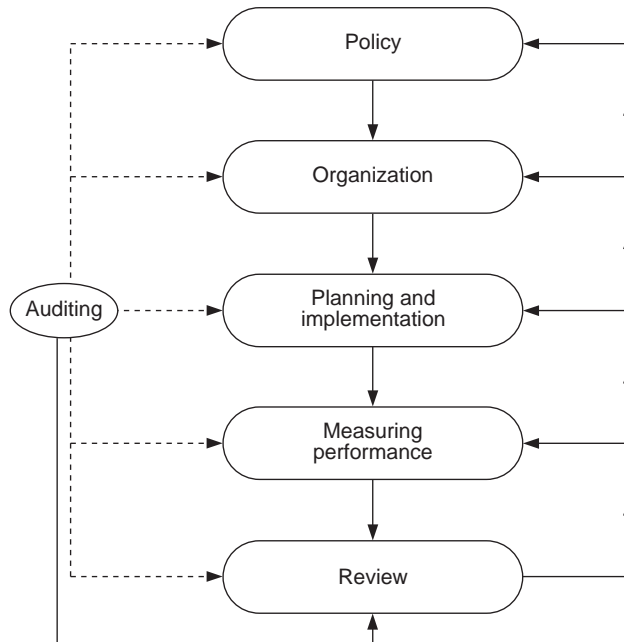 Policy
Organization
Auditing
Planning and
implementation
Measuring
performance
Review